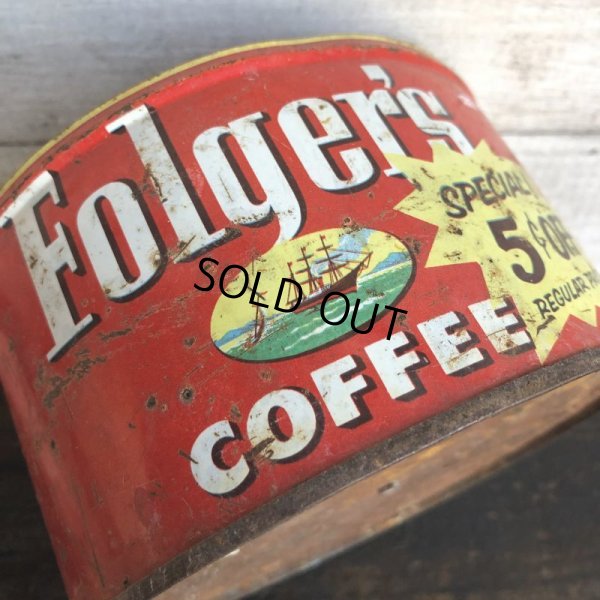 Folger's
SPECIAL
5¢ OFF
REGULAR
SOLD OUT
COFFEE